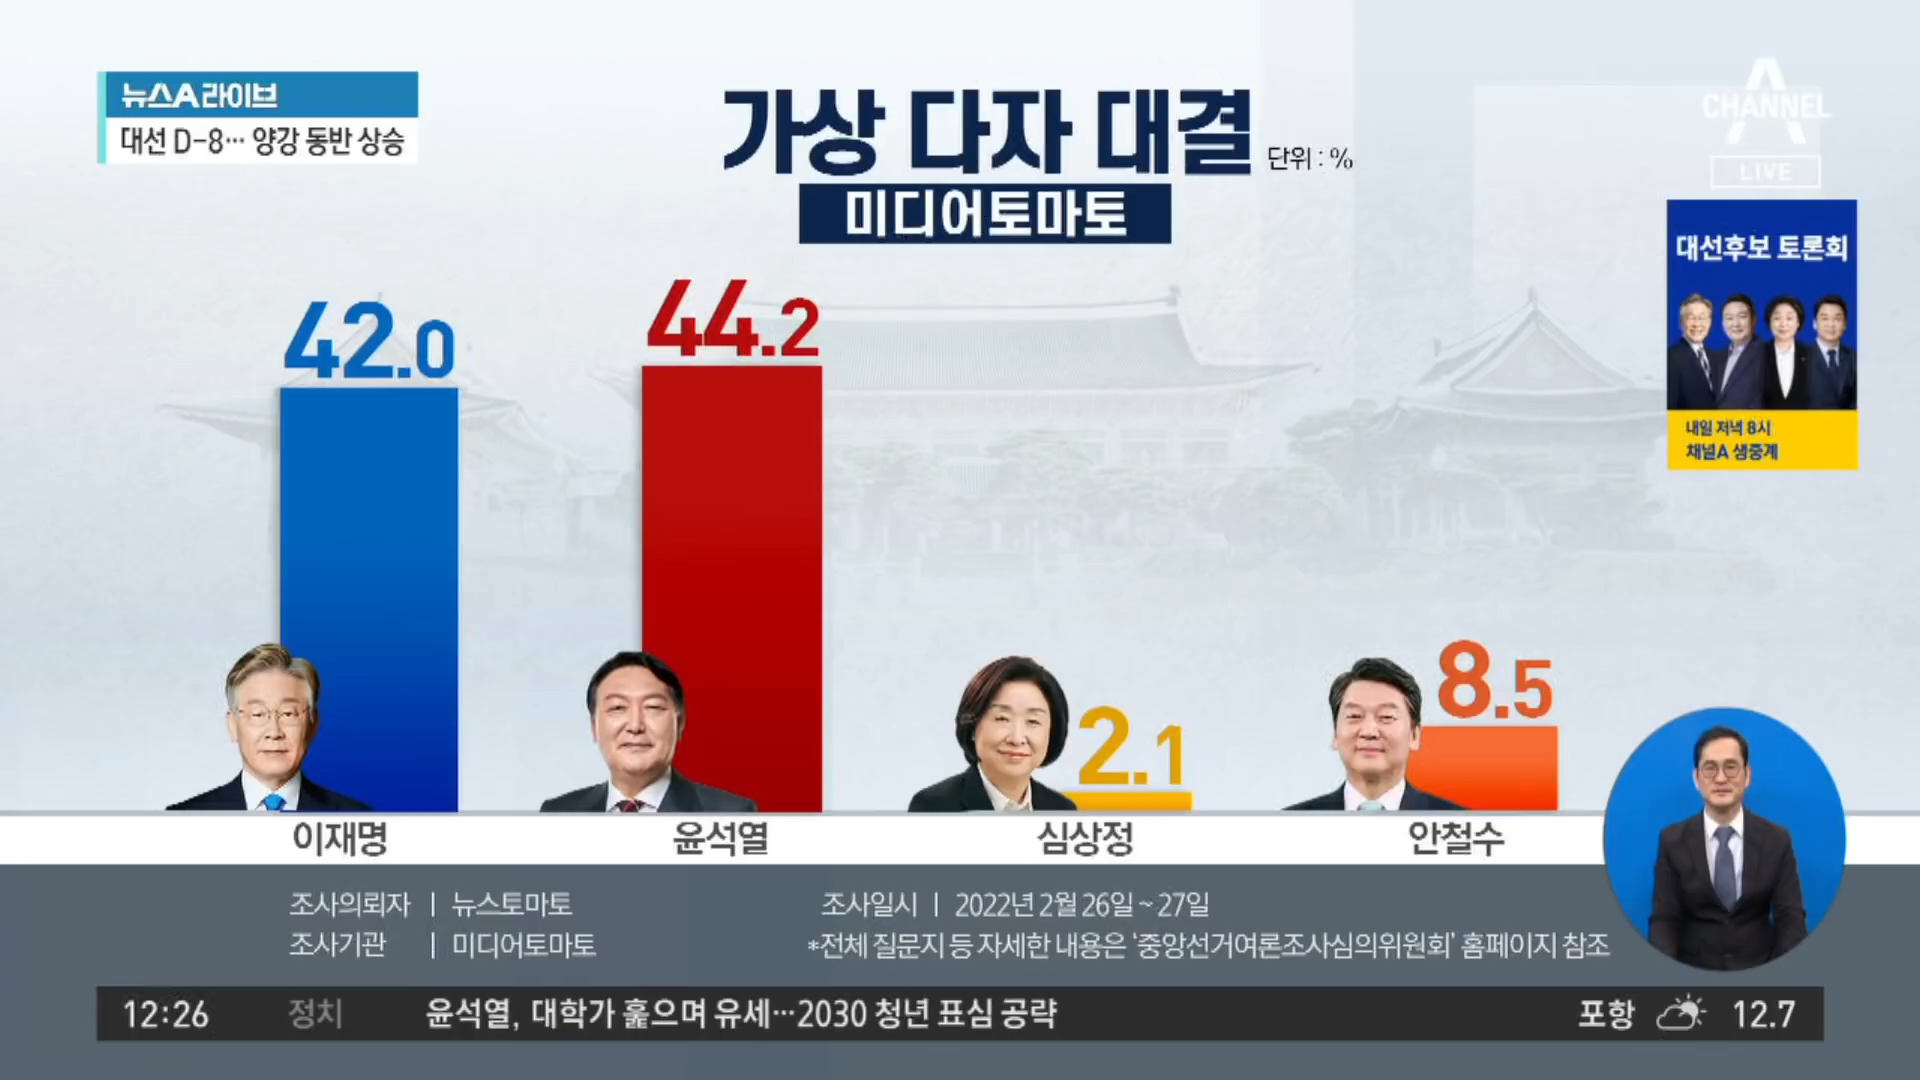 뉴스A 라이브
대선 D-8… 양강 동반 상승
가상 다자 대결
단위 : %
미디어토마토
CHANNEL A
LIVE
대선후보 토론회
내일 저녁 8시
채널A 생중계
42.0
44.2
2.1
8.5
이재명
윤석열
심상정
안철수
조사의뢰자 | 뉴스토마토
조사일시 | 2022년 2월 26일 ~ 27일
조사기관 | 미디어토마토
*전체 질문지 등 자세한 내용은 ‘중앙선거여론조사심의위원회’ 홈페이지 참조
12:26 정치 윤석열, 대학가 훑으며 유세…2030 청년 표심 공략
포항 12.7